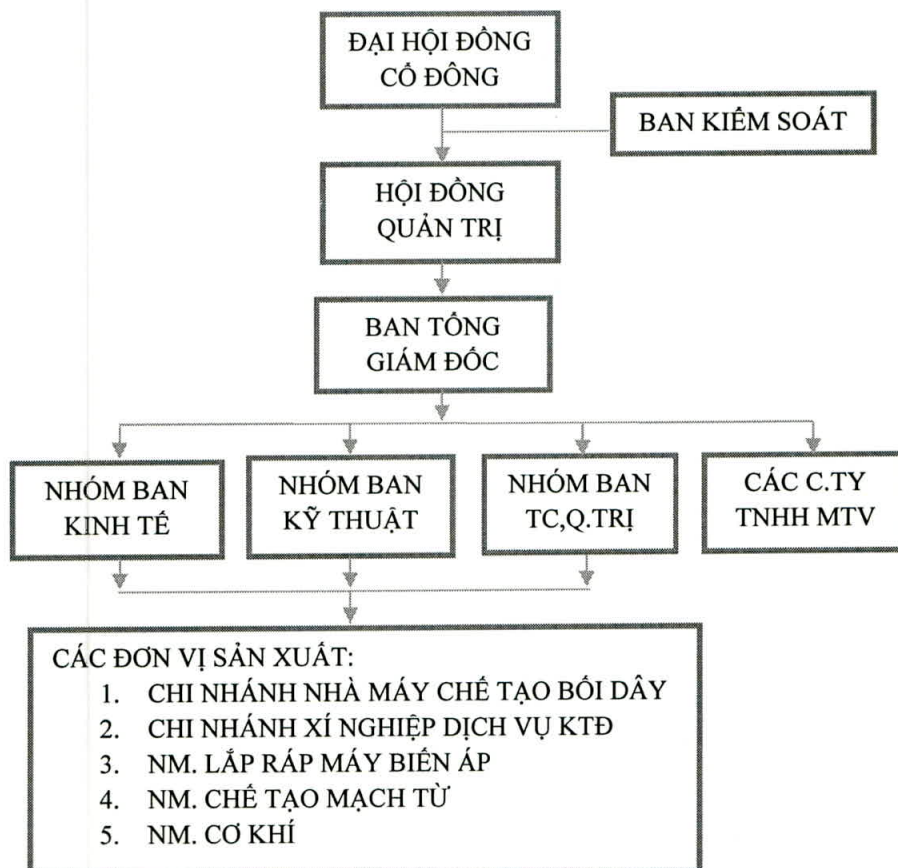 ĐẠI HỘI ĐỒNG
CỔ ĐÔNG
BAN KIỂM SOÁT
HỘI ĐỒNG
QUẢN TRỊ
BAN TỔNG
GIÁM ĐỐC
NHÓM BAN
KINH TẾ
NHÓM BAN
KỸ THUẬT
NHÓM BAN
TC,Q.TRỊ
CÁC C.TY
TNHH MTV
CÁC ĐƠN VỊ SẢN XUẤT:
1. CHI NHÁNH NHÀ MÁY CHẾ TẠO BỐI DÂY
2. CHI NHÁNH XÍ NGHIỆP DỊCH VỤ KTĐ
3. NM. LẮP RÁP MÁY BIẾN ÁP
4. NM. CHẾ TẠO MẠCH TỪ
5. NM. CƠ KHÍ